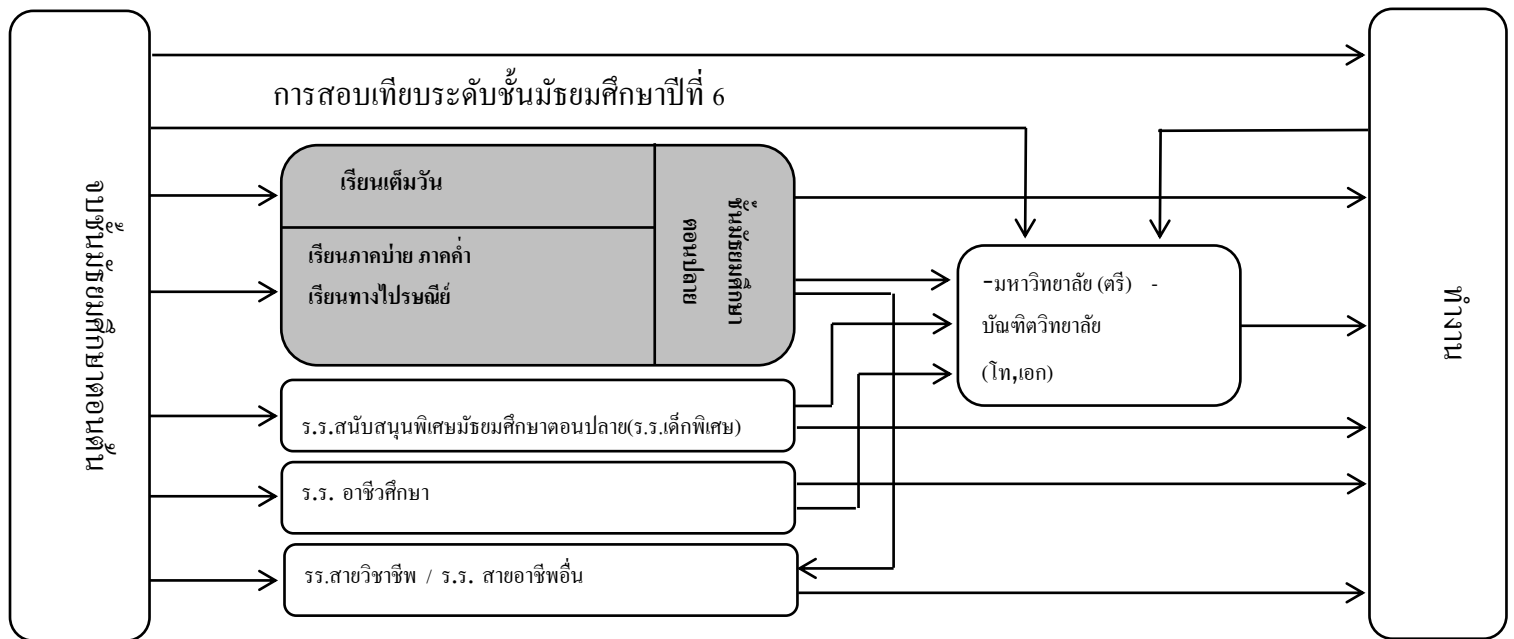 จบชั้นมัธยมศึกษาตอนต้น
การสอบเทียบระดับชั้นมัธยมศึกษาปีที่ 6
เรียนเต็มวัน
เรียนภาคบ่าย ภาคค่ำ
เรียนทางไปรษณีย์
ชั้นมัธยมศึกษา
ตอนปลาย
-มหาวิทยาลัย (ตรี) -
บัณฑิตวิทยาลัย
(โท,เอก)
ร.ร.สนับสนุนพิเศษมัธยมศึกษาตอนปลาย(ร.ร.เด็กพิเศษ)
ร.ร. อาชีวศึกษา
รร.สายวิชาชีพ / ร.ร. สายอาชีพอื่น
ทำงาน